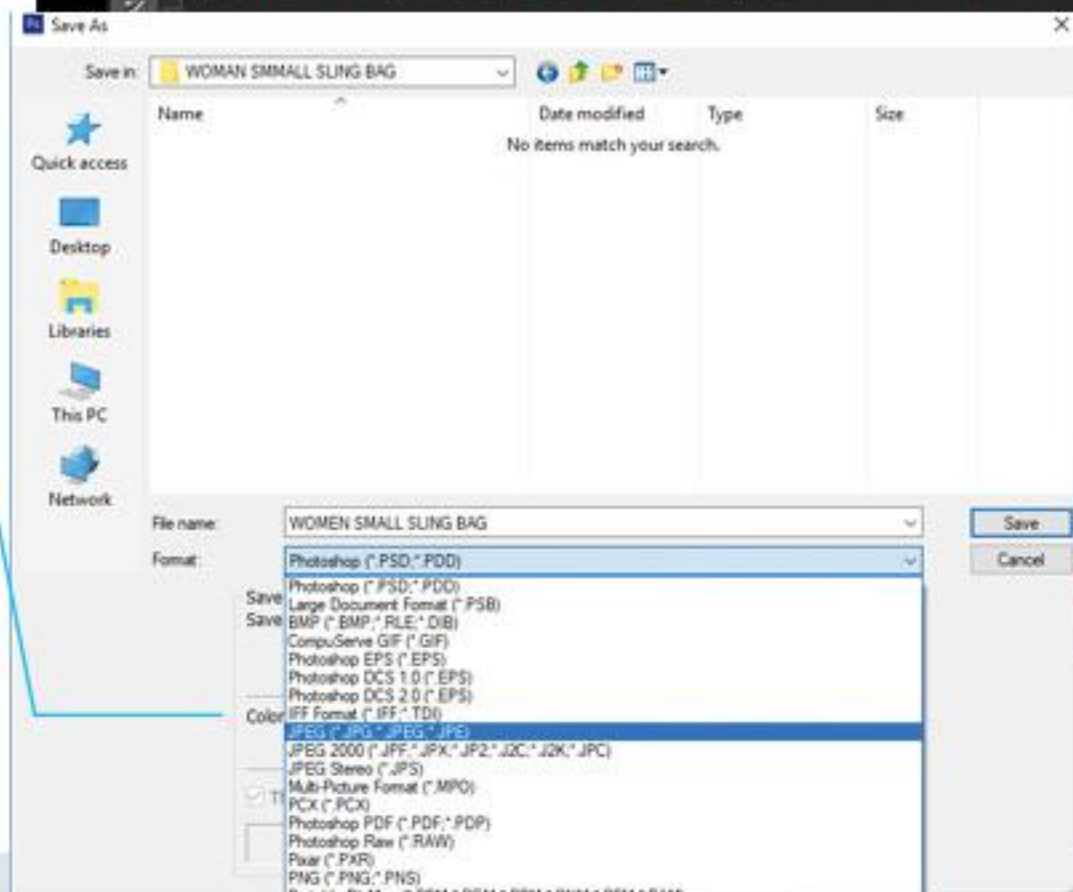 Ps Save As
Save in: WOMAN SMMALL SLING BAG
Name Date modified Type Size
No items match your search.
Quick access
Desktop
Libraries
This PC
Network
File name: WOMEN SMALL SLING BAG Save
Format: Photoshop (*.PSD;*.PDD) Cancel
Photoshop (*.PSD;*.PDD)
Save Large Document Format (*.PSB)
Save BMP (*.BMP;*.RLE;*.DIB)
CompuServe GIF (*.GIF)
Photoshop EPS (*.EPS)
Photoshop DCS 1.0 (*.EPS)
Photoshop DCS 2.0 (*.EPS)
Color IFF Format (*.IFF;*.TDI)
JPEG (*.JPG;*.JPEG;*.JPE)
JPEG 2000 (*.JPF;*.JPX;*.JP2;*.J2C;*.J2K;*.JPC)
JPEG Stereo (*.JPS)
Multi-Picture Format (*.MPO)
Th PCX (*.PCX)
Photoshop PDF (*.PDF;*.PDP)
Photoshop Raw (*.RAW)
Pixar (*.PXR)
PNG (*.PNG;*.PNS)